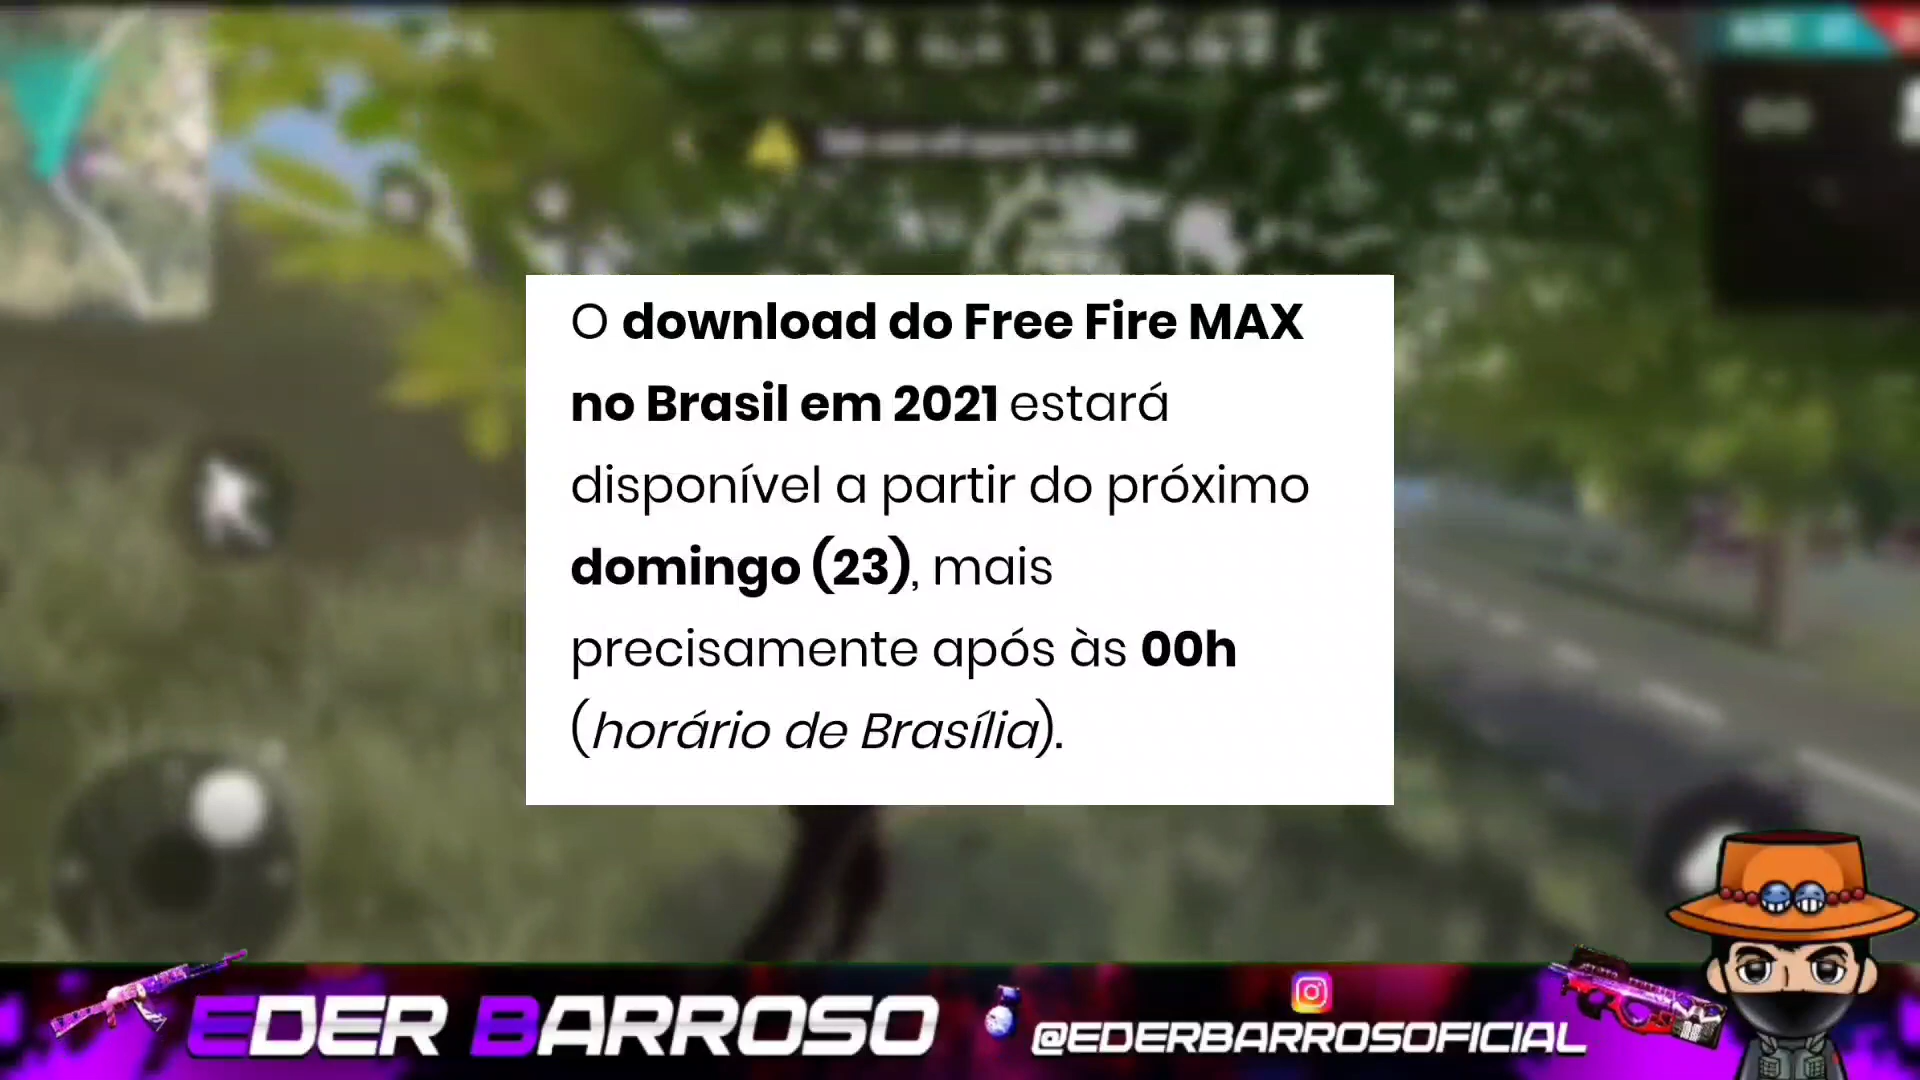 O download do Free Fire MAX
no Brasil em 2021 estará
disponível a partir do próximo
domingo (23), mais
precisamente após às 00h
(horário de Brasília).
EDER BARROSO
@EDERBARROSOFICIAL